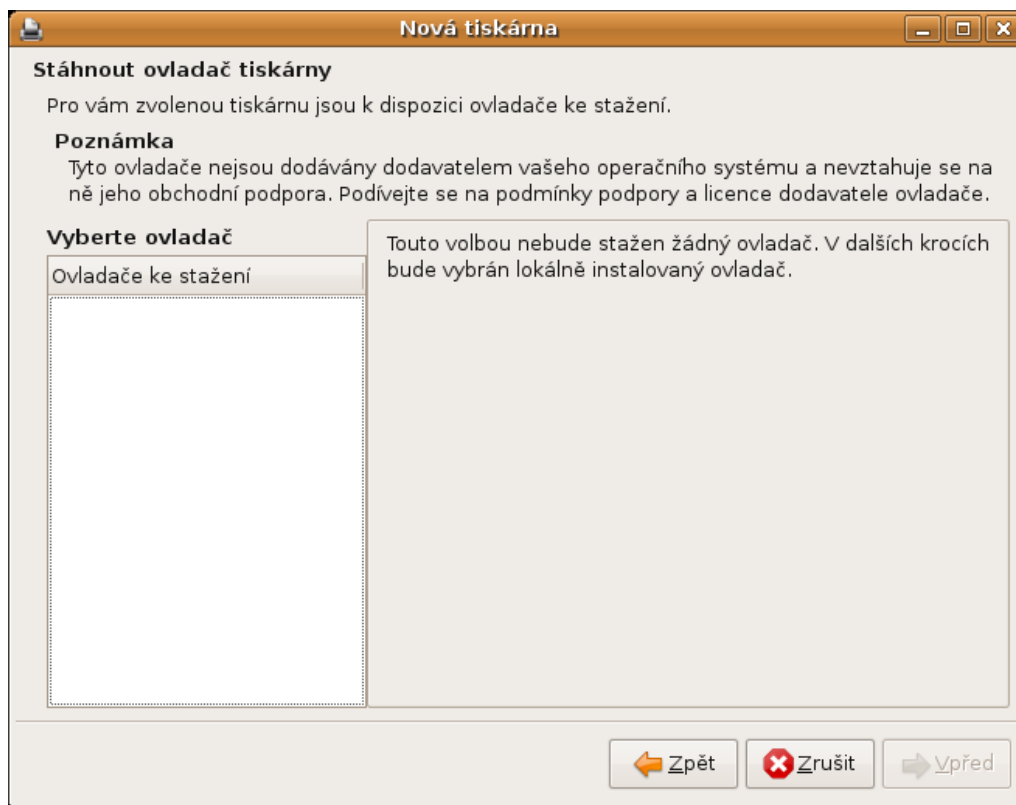 Nová tiskárna
Stáhnout ovladač tiskárny
Pro vám zvolenou tiskárnu jsou k dispozici ovladače ke stažení.
Poznámka
Tyto ovladače nejsou dodávány dodavatelem vašeho operačního systému a nevztahuje se na
ně jeho obchodní podpora. Podívejte se na podmínky podpory a licence dodavatele ovladače.
Vyberte ovladač
Ovladače ke stažení
Touto volbou nebude stažen žádný ovladač. V dalších krocích
bude vybrán lokálně instalovaný ovladač.
Zpět
Zrušit
Vpřed